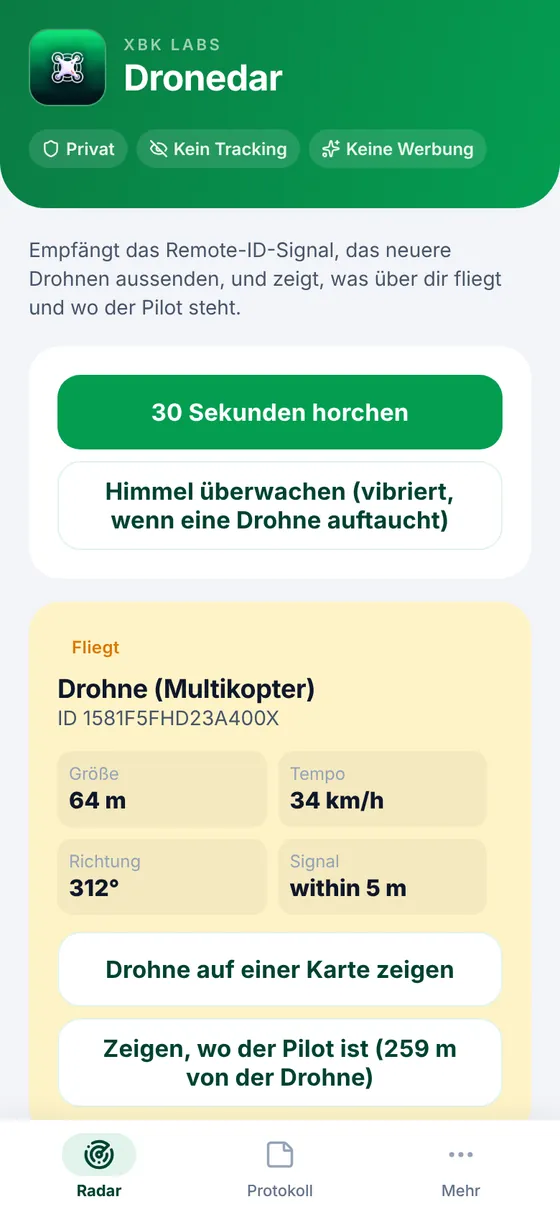 XBK LABS
Dronedar
Privat
Kein Tracking
Keine Werbung
Empfängt das Remote-ID-Signal, das neuere
Drohnen aussenden, und zeigt, was über dir fliegt
und wo der Pilot steht.
30 Sekunden horchen
Himmel überwachen (vibriert,
wenn eine Drohne auftaucht)
Fliegt
Drohne (Multikopter)
ID 1581F5FHD23A400X
Größe
Tempo
64 m
34 km/h
Richtung
Signal
312°
within 5 m
Drohne auf einer Karte zeigen
Zeigen, wo der Pilot ist (259 m
von der Drohne)
Radar
Protokoll
Mehr